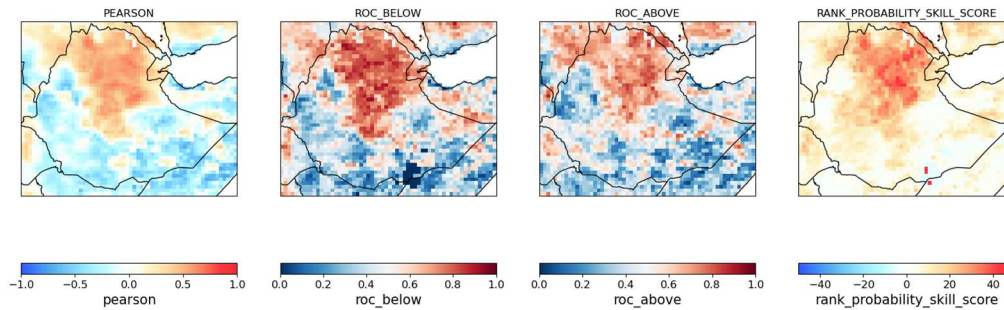 PEARSON
ROC_BELOW
ROC_ABOVE
RANK_PROBABILITY_SKILL_SCORE
−1.0 −0.5 0.0 0.5 1.0
pearson
0.0 0.2 0.4 0.6 0.8 1.0
roc_below
0.0 0.2 0.4 0.6 0.8 1.0
roc_above
−40 −20 0 20 40
rank_probability_skill_score